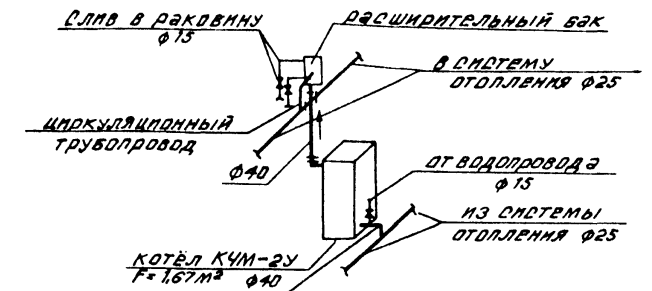 слив в раковину
ф15
расширительный бак
в систему
отопления ф25
циркуляционный
трубопровод
ф40
от водопровода
ф15
из системы
отопления ф25
котёл КЧМ-2У
F=1,67м² ф40